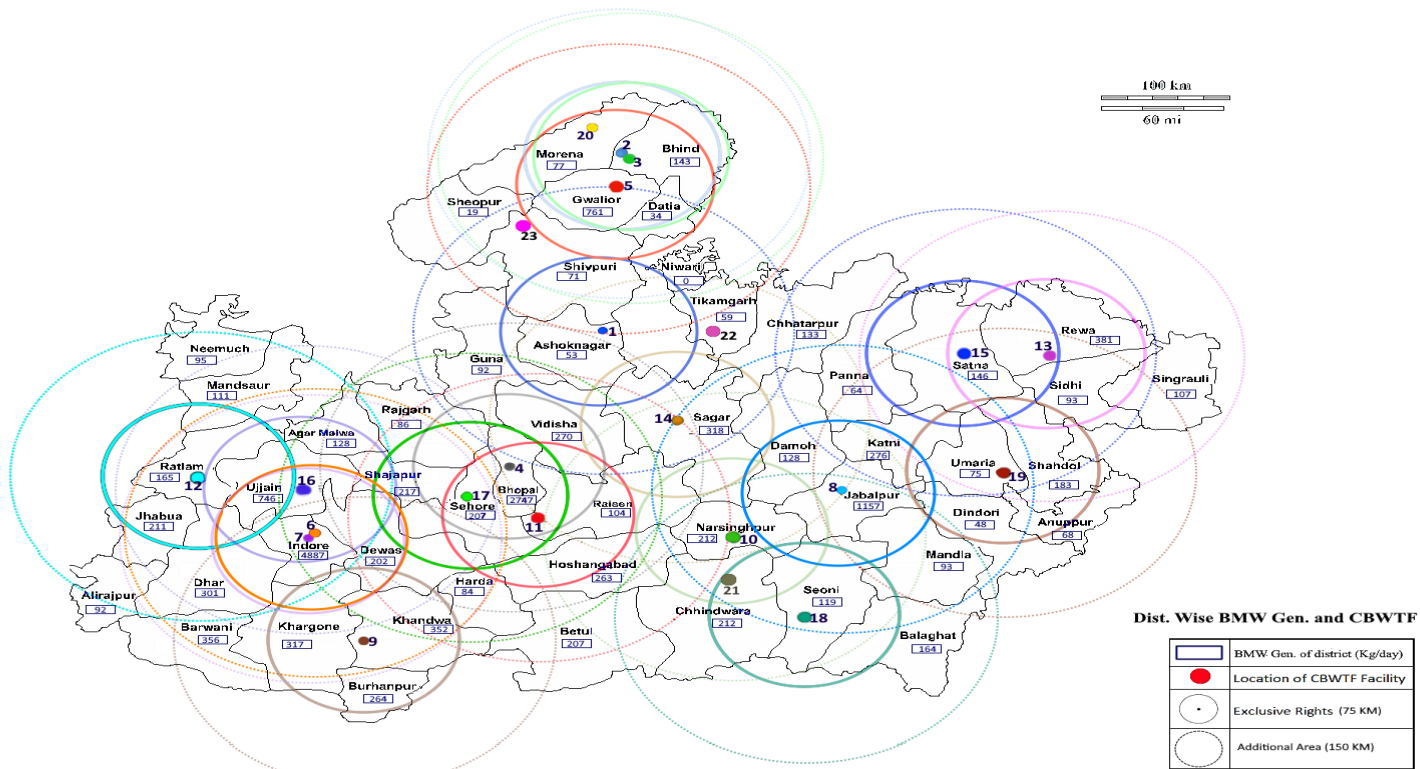 100 km
60 mi
20
2
3
Morena
77
Bhind
143
5
Sheopur
19
Gwalior
761
Datia
34
23
Shivpuri
71
Niwari
0
Tikamgarh
59
22
1
Ashoknagar
53
Chhatarpur
133
Rewa
381
15
13
Satna
146
Neemuch
95
Guna
92
Panna
64
Sidhi
93
Singrauli
107
Mandsaur
111
Rajgarh
86
14
Sagar
318
Agar Malwa
128
Vidisha
270
Damoh
128
Katni
276
Ratlam
165
12
Shajapur
217
4
Umaria
75
19
Shahdol
183
Ujjain
746
16
17
Sehore
207
Bhopal
2747
Raisen
104
8
Jabalpur
1157
Jhabua
211
6
7
Indore
4887
11
Narsinghpur
212
10
Dindori
48
Anuppur
68
Dewas
202
Hoshangabad
263
Mandla
93
Dhar
301
Harda
84
21
Seoni
119
Alirajpur
92
Chhindwara
212
18
Barwani
356
Khargone
317
9
Khandwa
352
Betul
207
Balaghat
164
Burhanpur
264
Dist. Wise BMW Gen. and CBWTF
BMW Gen. of district (Kg/day)
Location of CBWTF Facility
Exclusive Rights (75 KM)
Additional Area (150 KM)